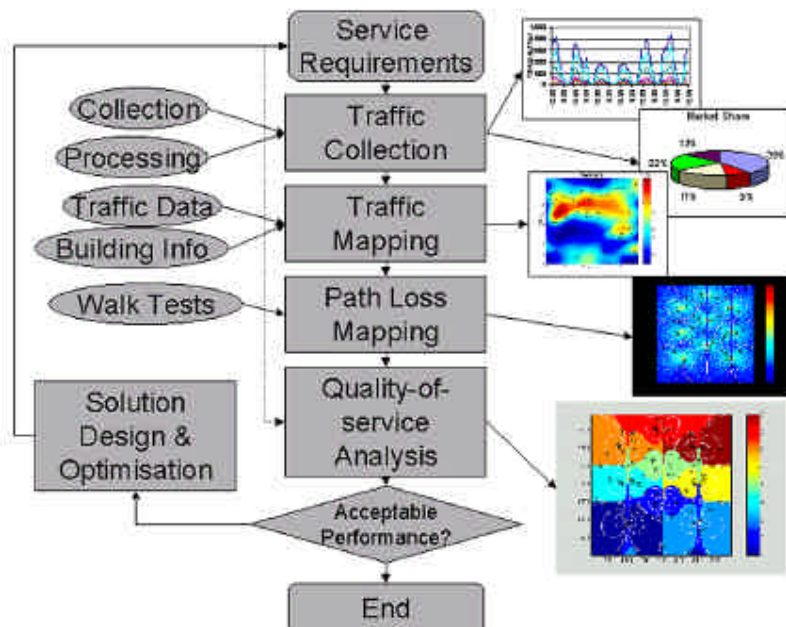 Service
Requirements
Collection
Processing
Traffic
Collection
Market Share
Traffic Data
Building Info
Traffic
Mapping
Walk Tests
Path Loss
Mapping
Solution
Design &
Optimisation
Quality-of-
service
Analysis
Acceptable
Performance?
End